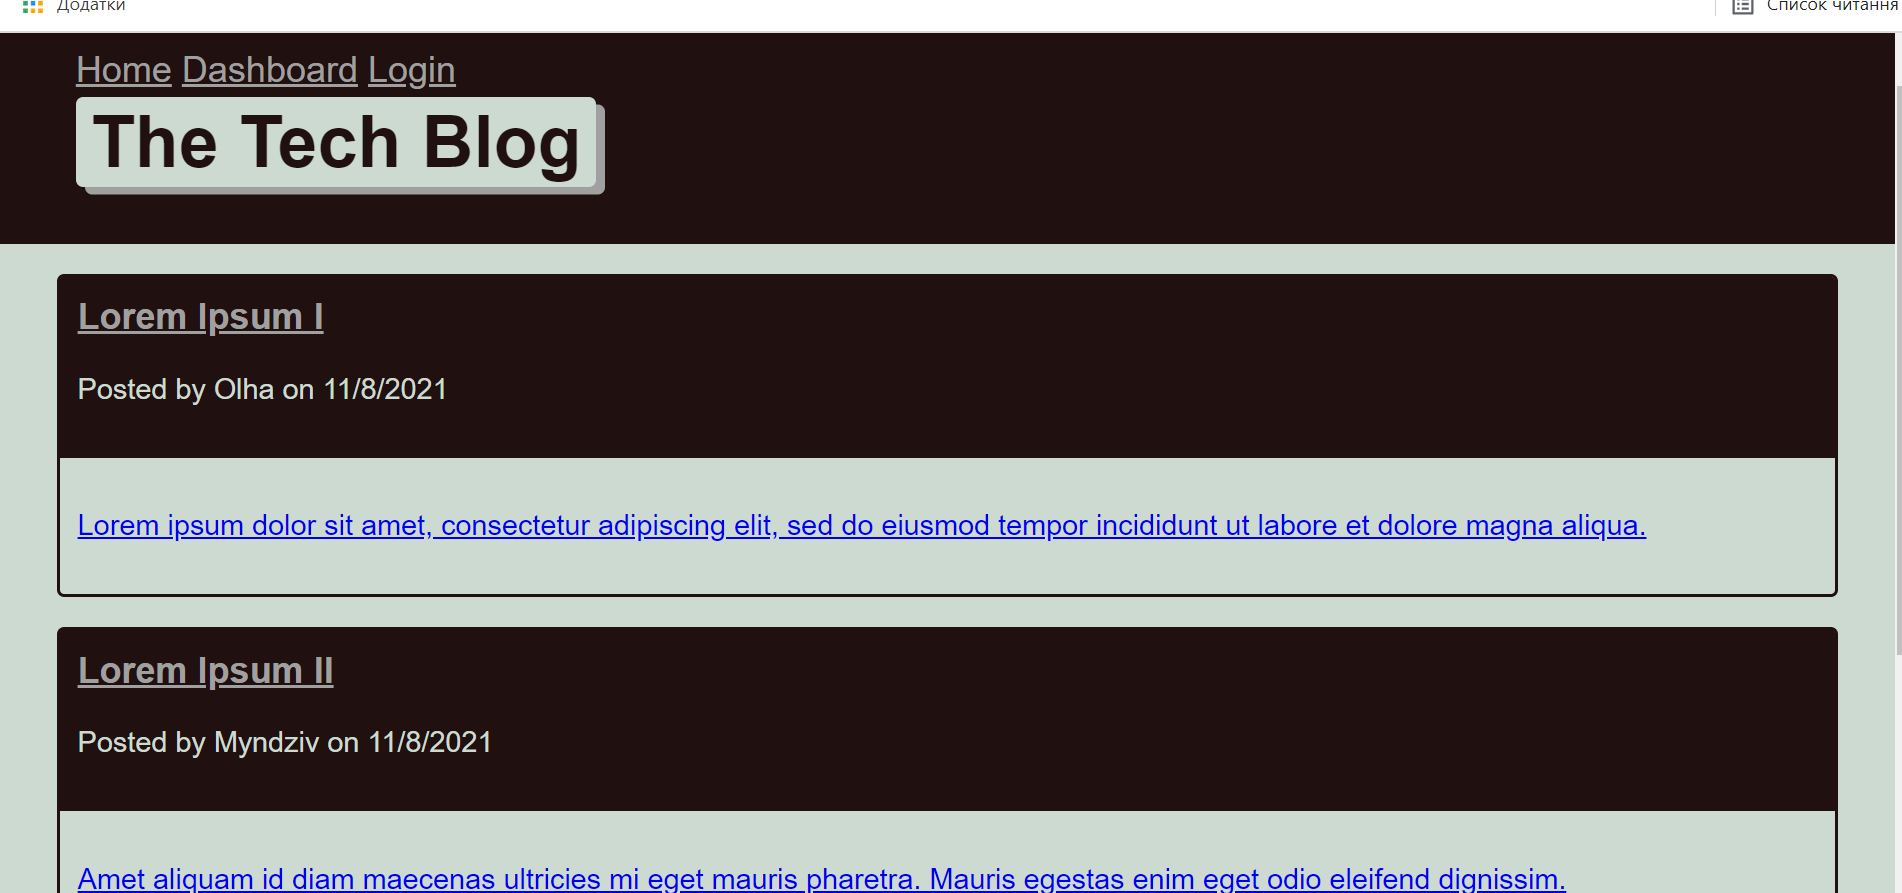 Додатки Список читання
Home Dashboard Login
The Tech Blog
Lorem Ipsum I
Posted by Olha on 11/8/2021
Lorem ipsum dolor sit amet, consectetur adipiscing elit, sed do eiusmod tempor incididunt ut labore et dolore magna aliqua.
Lorem Ipsum II
Posted by Myndziv on 11/8/2021
Amet aliquam id diam maecenas ultricies mi eget mauris pharetra. Mauris egestas enim eget odio eleifend dignissim.